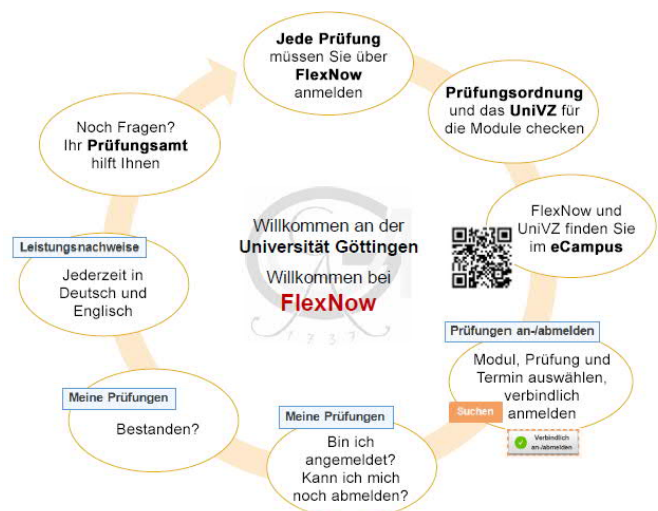 Jede Prüfung
müssen Sie über
FlexNow
anmelden
Prüfungsordnung
und das UniVZ für
die Module checken
FlexNow und
UniVZ finden Sie
im eCampus
Prüfungen an-/abmelden
Modul, Prüfung und
Termin auswählen,
verbindlich
anmelden
Suchen
Verbindlich
an-/abmelden
Meine Prüfungen
Bin ich
angemeldet?
Kann ich mich
noch abmelden?
Meine Prüfungen
Bestanden?
Leistungsnachweise
Jederzeit in
Deutsch und
Englisch
Noch Fragen?
Ihr Prüfungsamt
hilft Ihnen
Willkommen an der
Universität Göttingen
Willkommen bei
FlexNow
1737